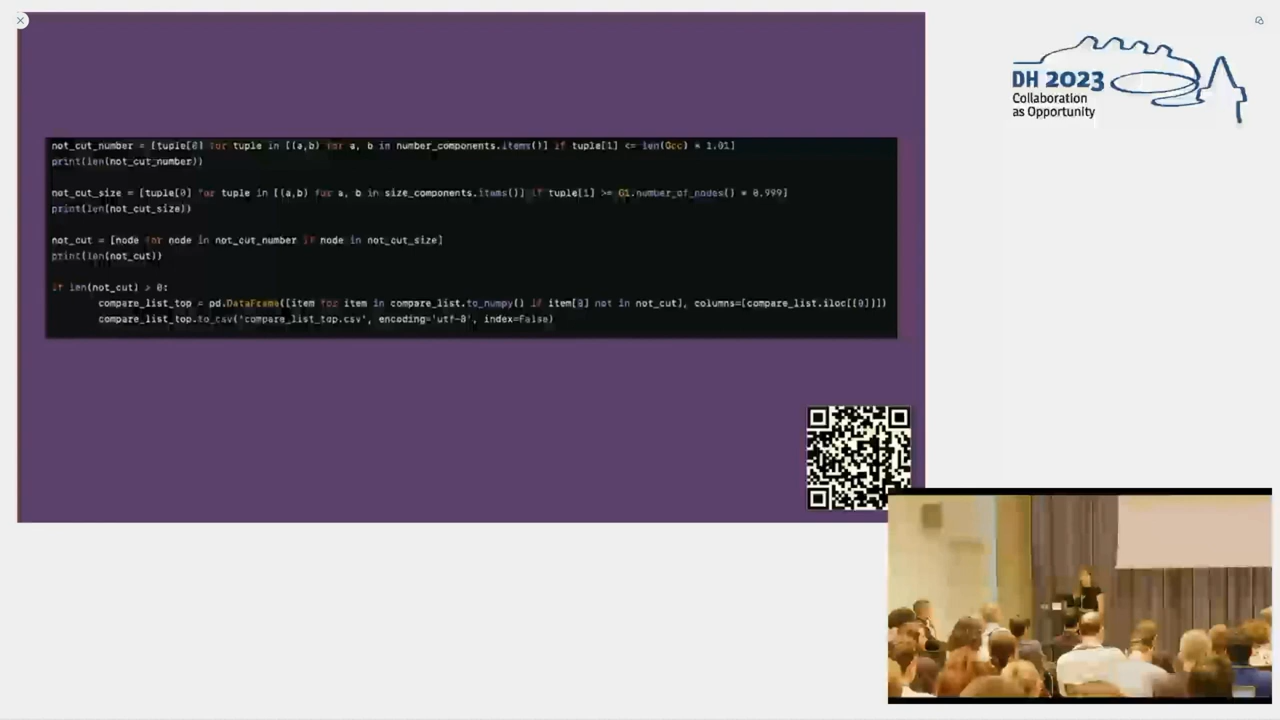 not_cut_number = [tuple[0] for tuple in [(a,b) for a, b in number_components.items()] if tuple[1] <= len(Gcc) * 1.01]
print(len(not_cut_number))
not_cut_size = [tuple[0] for tuple in [(a,b) for a, b in size_components.items()] if tuple[1] >= G1.number_of_nodes() * 0.999]
print(len(not_cut_size))
not_cut = [node for node in not_cut_number if node in not_cut_size]
print(len(not_cut))
if len(not_cut) > 0:
compare_list_top = pd.DataFrame([item for item in compare_list.to_numpy() if item[0] not in not_cut], columns=[compare_list.iloc[[0]]])
compare_list_top.to_csv('compare_list_top.csv', encoding='utf-8', index=False)
DH 2023
Collaboration
as Opportunity